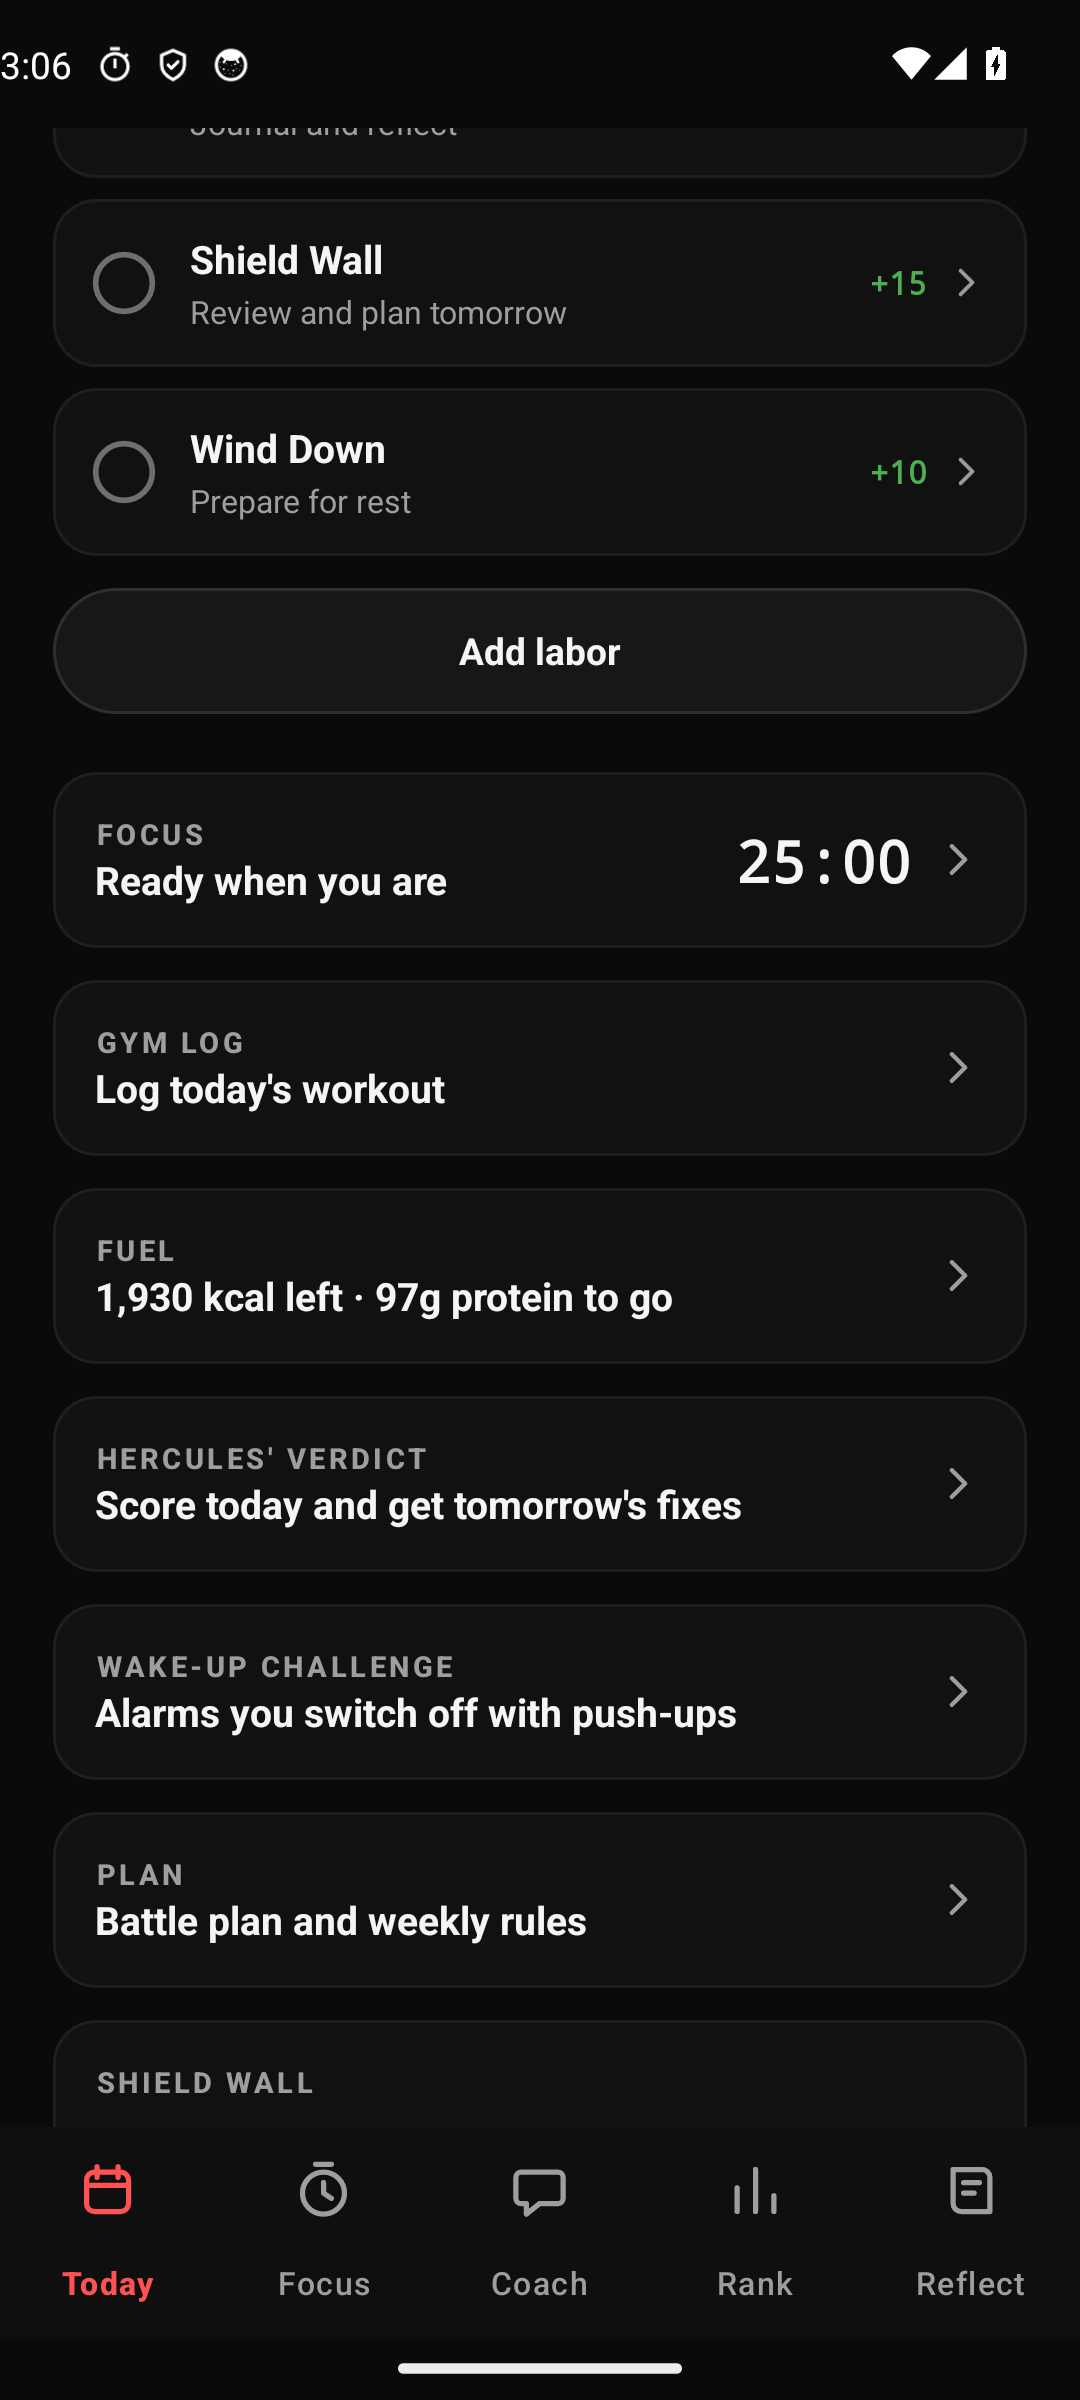 3:06
Journal and reflect
Shield Wall
Review and plan tomorrow
+15
Wind Down
Prepare for rest
+10
Add labor
FOCUS
Ready when you are
25:00
GYM LOG
Log today's workout
FUEL
1,930 kcal left · 97g protein to go
HERCULES' VERDICT
Score today and get tomorrow's fixes
WAKE-UP CHALLENGE
Alarms you switch off with push-ups
PLAN
Battle plan and weekly rules
SHIELD WALL
Today
Focus
Coach
Rank
Reflect